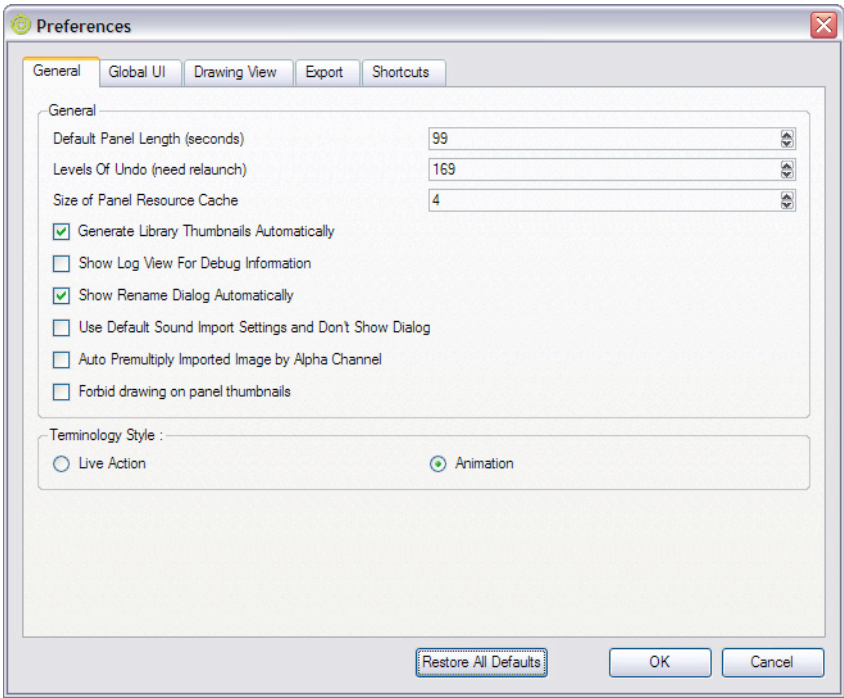 Preferences
General Global UI Drawing View Export Shortcuts
General
Default Panel Length (seconds) 99
Levels Of Undo (need relaunch) 169
Size of Panel Resource Cache 4
Generate Library Thumbnails Automatically
Show Log View For Debug Information
Show Rename Dialog Automatically
Use Default Sound Import Settings and Don't Show Dialog
Auto Premultiply Imported Image by Alpha Channel
Forbid drawing on panel thumbnails
Terminology Style :
Live Action Animation
Restore All Defaults OK Cancel